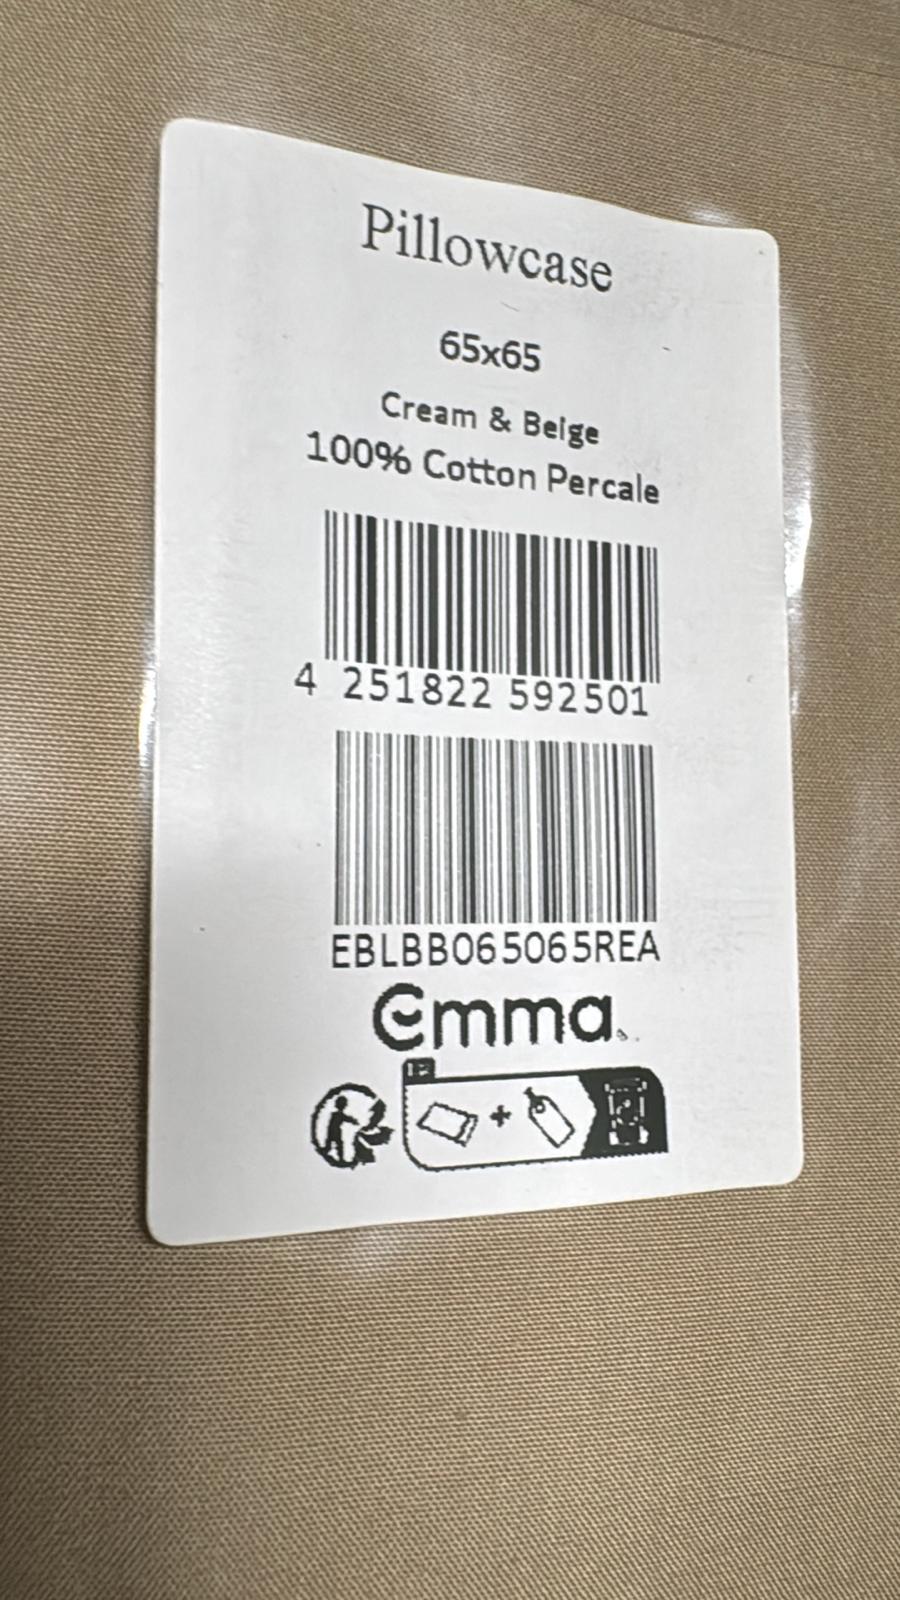 Pillowcase
65x65
Cream & Beige
100% Cotton Percale
4 251822 592501
EBLBB065065REA
emma